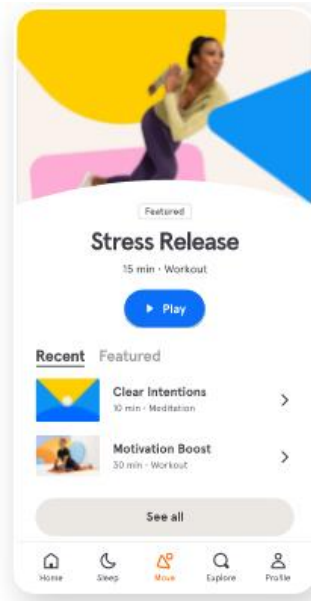 Featured
Stress Release
15 min · Workout
Play
Recent Featured
Clear Intentions
10 min · Meditation
Motivation Boost
30 min · Workout
See all
Home Sleep Move Explore Profile